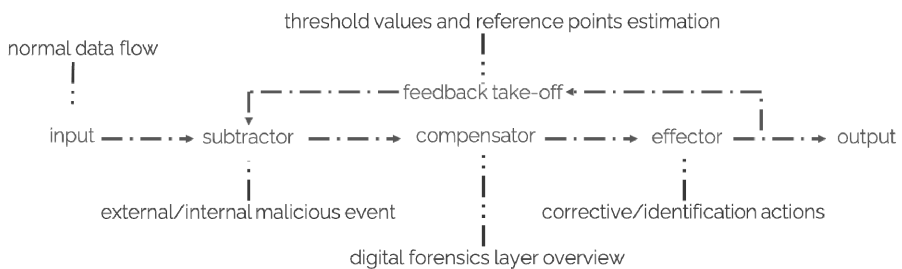 threshold values and reference points estimation
normal data flow
feedback take-off
input subtractor compensator effector output
external/internal malicious event corrective/identification actions
digital forensics layer overview